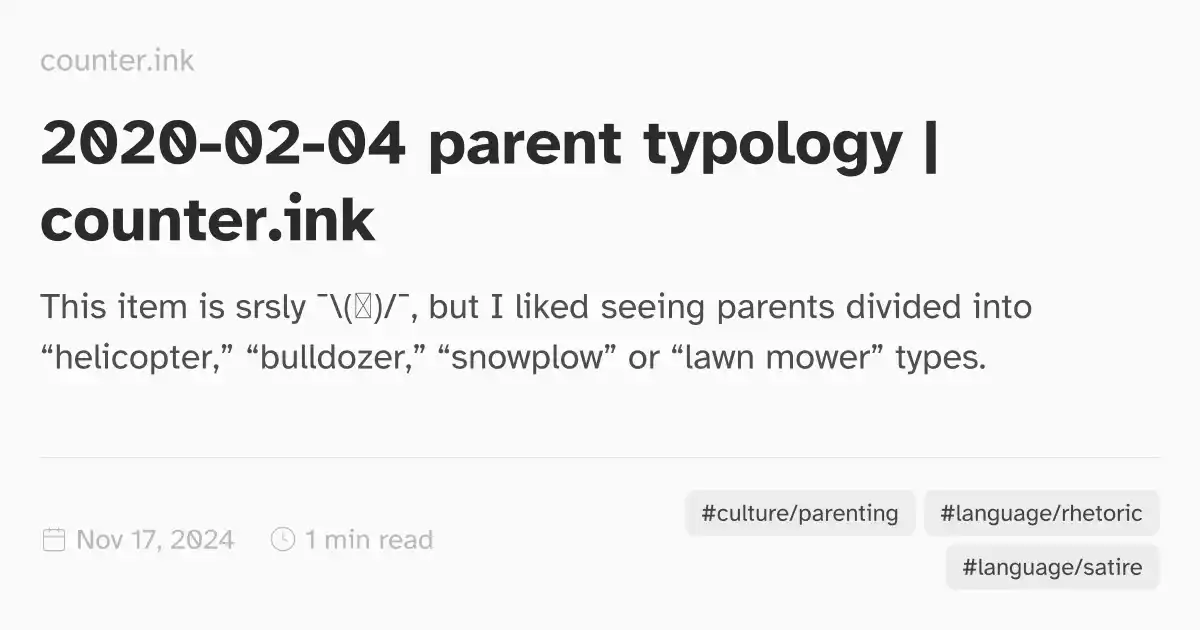 counter.ink
2020-02-04 parent typology |
counter.ink
This item is srsly ¯\()/¯, but I liked seeing parents divided into
“helicopter,” “bulldozer,” “snowplow” or “lawn mower” types.
#culture/parenting #language/rhetoric
Nov 17, 2024 1 min read
#language/satire